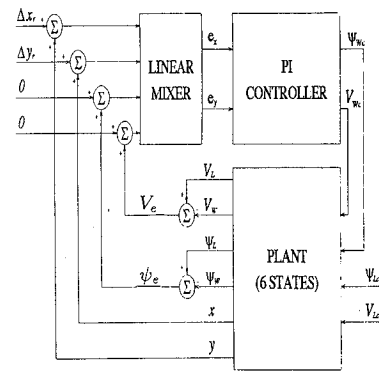 Δx_r
Δy_r
0
0
Σ
Σ
Σ
Σ
LINEAR
MIXER
e_x
e_y
PI
CONTROLLER
Ψ_Wc
V_Wc
V_e
Σ
V_L
V_w
ψ_e
Σ
Ψ_L
Ψ_w
PLANT
(6 STATES)
Ψ_Lc
V_Lc
x
y